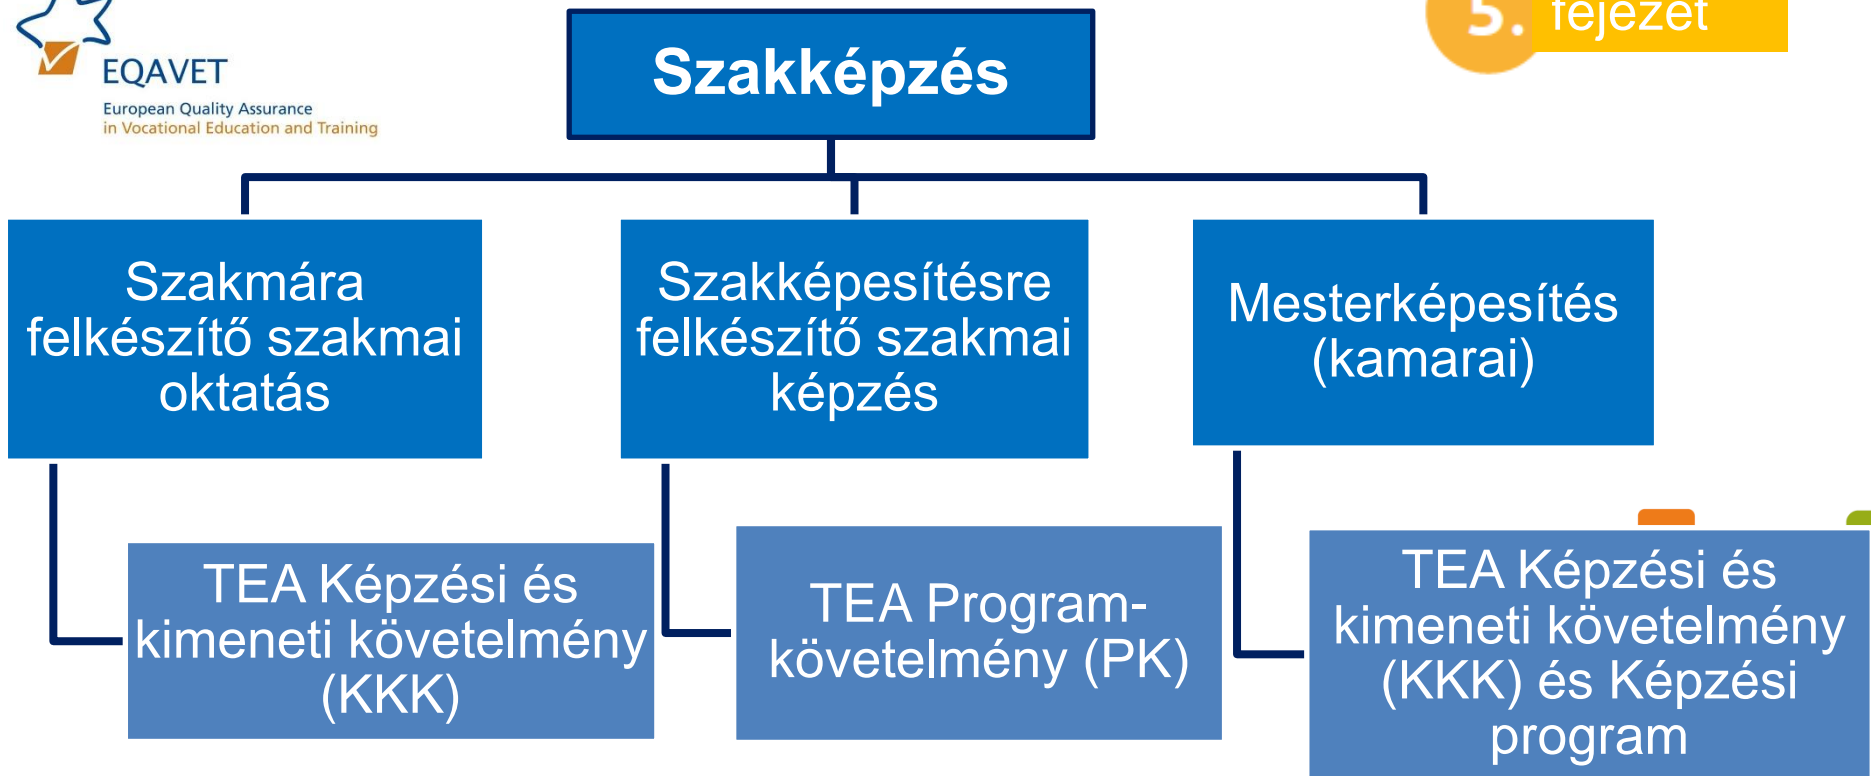 EQAVET
European Quality Assurance
in Vocational Education and Training
5. fejezet
Szakképzés
Szakmára
felkészítő szakmai
oktatás
Szakképesítésre
felkészítő szakmai
képzés
Mesterképesítés
(kamarai)
TEA Képzési és
kimeneti követelmény
(KKK)
TEA Program-
követelmény (PK)
TEA Képzési és
kimeneti követelmény
(KKK) és Képzési
program